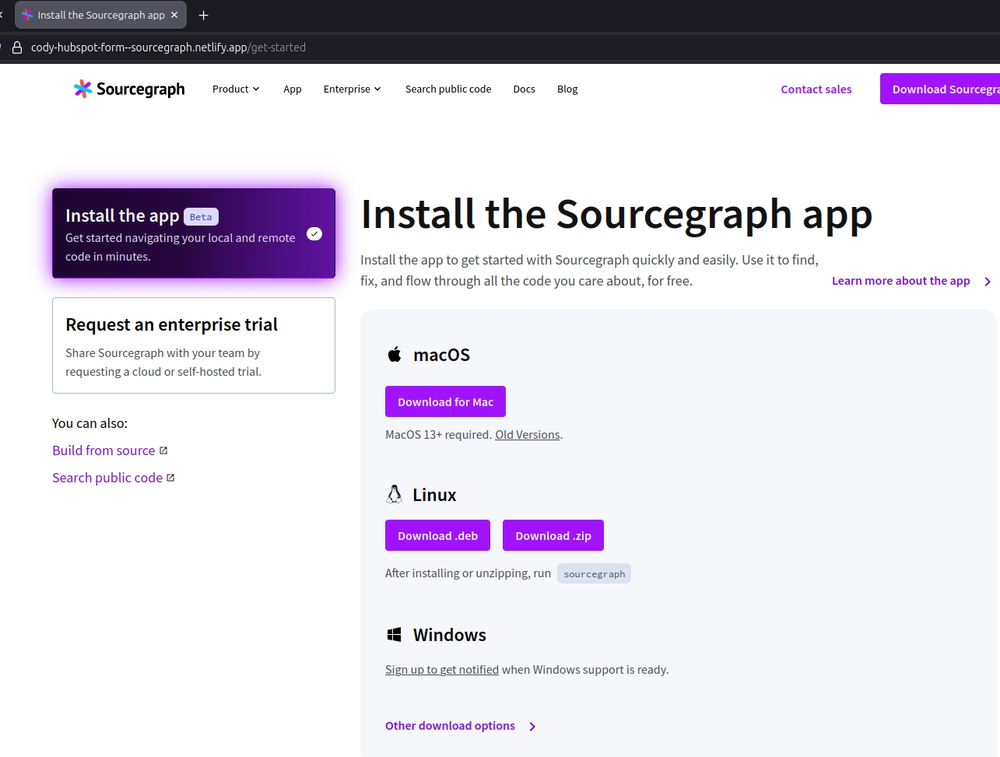 Install the Sourcegraph app
cody-hubspot-form--sourcegraph.netlify.app/get-started
Sourcegraph Product App Enterprise Search public code Docs Blog Contact sales Download Sourcegra
Install the app Beta
Get started navigating your local and remote
code in minutes.
Request an enterprise trial
Share Sourcegraph with your team by
requesting a cloud or self-hosted trial.
You can also:
Build from source
Search public code
Install the Sourcegraph app
Install the app to get started with Sourcegraph quickly and easily. Use it to find,
fix, and flow through all the code you care about, for free.
Learn more about the app
macOS
Download for Mac
MacOS 13+ required. Old Versions.
Linux
Download .deb Download .zip
After installing or unzipping, run sourcegraph
Windows
Sign up to get notified when Windows support is ready.
Other download options